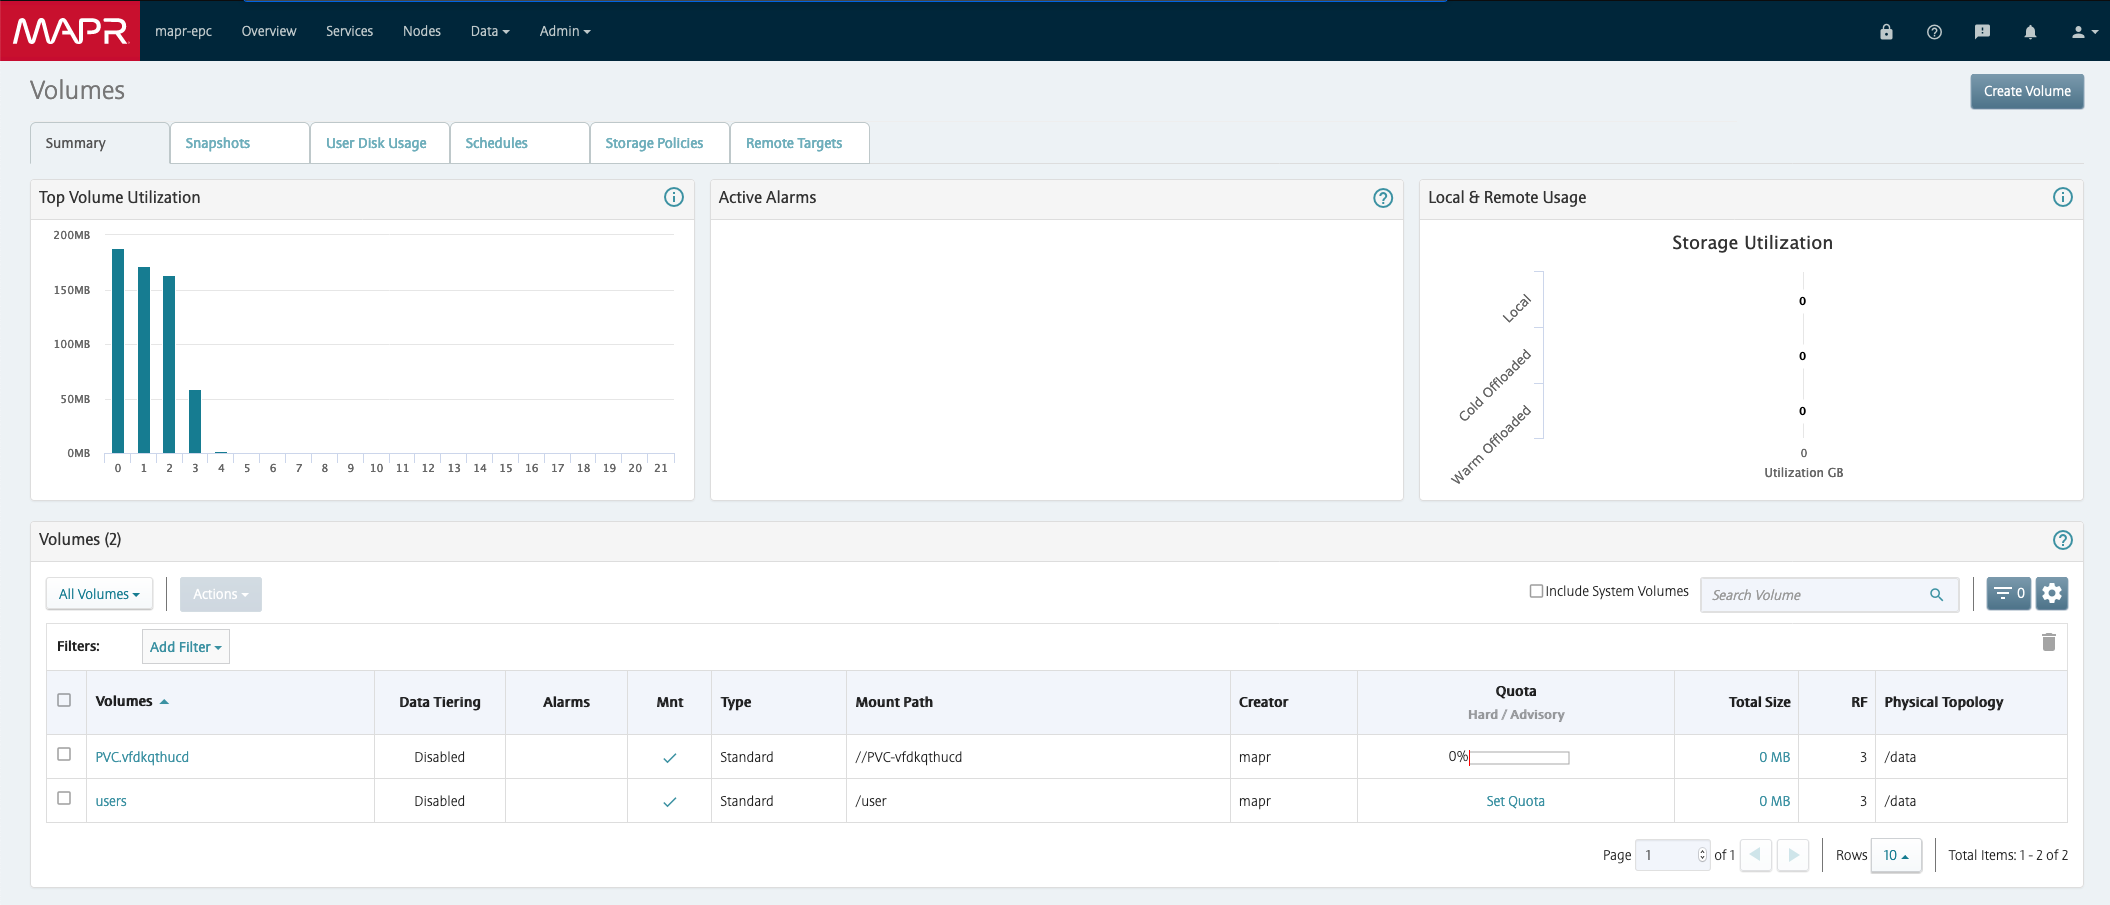 MAPR mapr-epc Overview Services Nodes Data Admin
Volumes
Create Volume
Summary Snapshots User Disk Usage Schedules Storage Policies Remote Targets
Top Volume Utilization
200MB
150MB
100MB
50MB
0MB
0 1 2 3 4 5 6 7 8 9 10 11 12 13 14 15 16 17 18 19 20 21
Active Alarms
Local & Remote Usage
Storage Utilization
Local
0
Cold Offloaded
0
Warm Offloaded
0
0
Utilization GB
Volumes (2)
All Volumes Actions Include System Volumes Search Volume 0
Filters: Add Filter
Volumes Data Tiering Alarms Mnt Type Mount Path Creator Quota Total Size RF Physical Topology
Hard / Advisory
PVC.vfdkqthucd Disabled Standard //PVC-vfdkqthucd mapr 0% 0 MB 3 /data
users Disabled Standard /user mapr Set Quota 0 MB 3 /data
Page 1 of 1 Rows 10 Total Items: 1 - 2 of 2